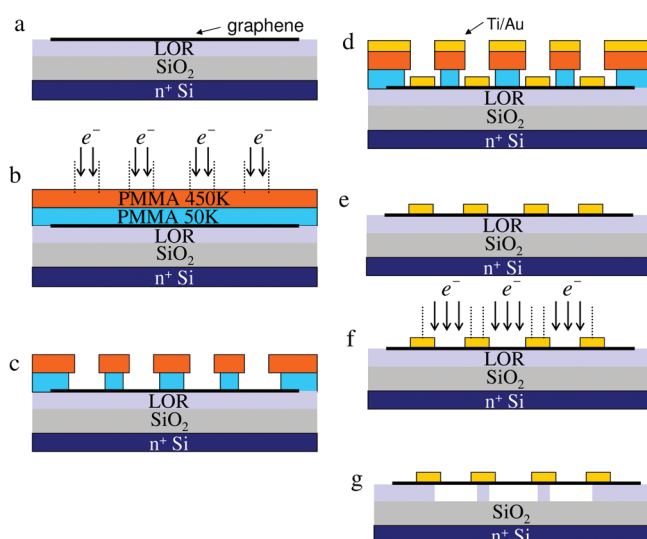 a
graphene
LOR
SiO₂
n⁺ Si
e⁻ e⁻ e⁻ e⁻
b
PMMA 450K
PMMA 50K
LOR
SiO₂
n⁺ Si
c
LOR
SiO₂
n⁺ Si
d
Ti/Au
LOR
SiO₂
n⁺ Si
e
LOR
SiO₂
n⁺ Si
e⁻ e⁻ e⁻
f
LOR
SiO₂
n⁺ Si
g
SiO₂
n⁺ Si